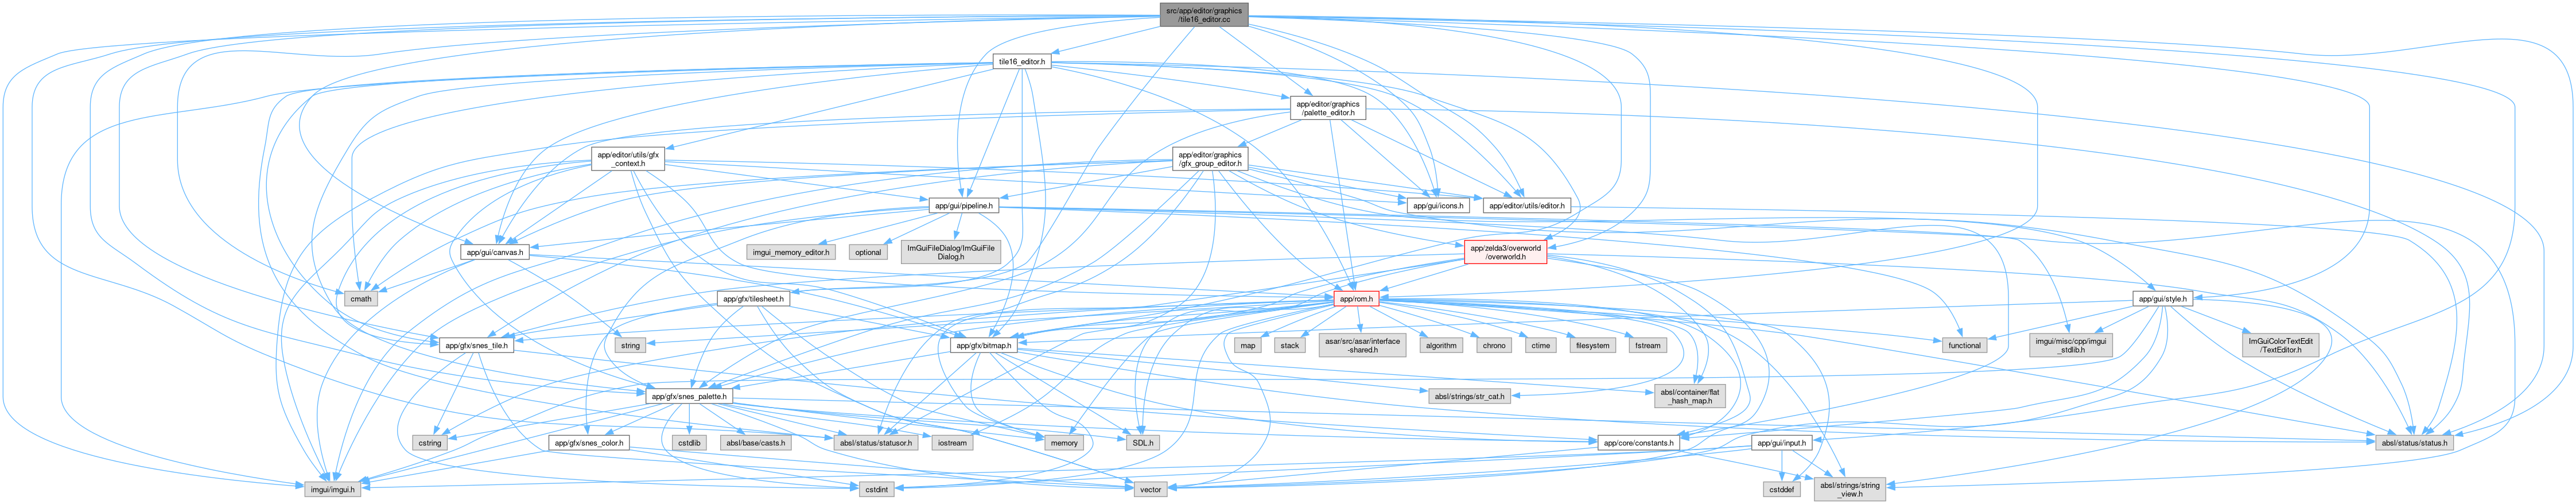 src/app/editor/graphics
/tile16_editor.cc
tile16_editor.h
app/editor/graphics
/palette_editor.h
app/editor/utils/gfx
_context.h
app/editor/graphics
/gfx_group_editor.h
app/gui/pipeline.h
app/gui/icons.h
app/editor/utils/editor.h
app/gui/canvas.h
imgui_memory_editor.h
optional
ImGuiFileDialog/ImGuiFile
Dialog.h
app/zelda3/overworld
/overworld.h
cmath
app/gfx/tilesheet.h
app/rom.h
app/gui/style.h
app/gfx/snes_tile.h
string
app/gfx/bitmap.h
map
stack
asar/src/asar/interface
-shared.h
algorithm
chrono
ctime
filesystem
fstream
functional
imgui/misc/cpp/imgui
_stdlib.h
ImGuiColorTextEdit
/TextEditor.h
app/gfx/snes_palette.h
absl/strings/str_cat.h
absl/container/flat
_hash_map.h
cstring
app/gfx/snes_color.h
cstdlib
absl/base/casts.h
absl/status/statusor.h
iostream
memory
SDL.h
app/core/constants.h
app/gui/input.h
absl/status/status.h
imgui/imgui.h
cstdint
vector
cstddef
absl/strings/string
_view.h